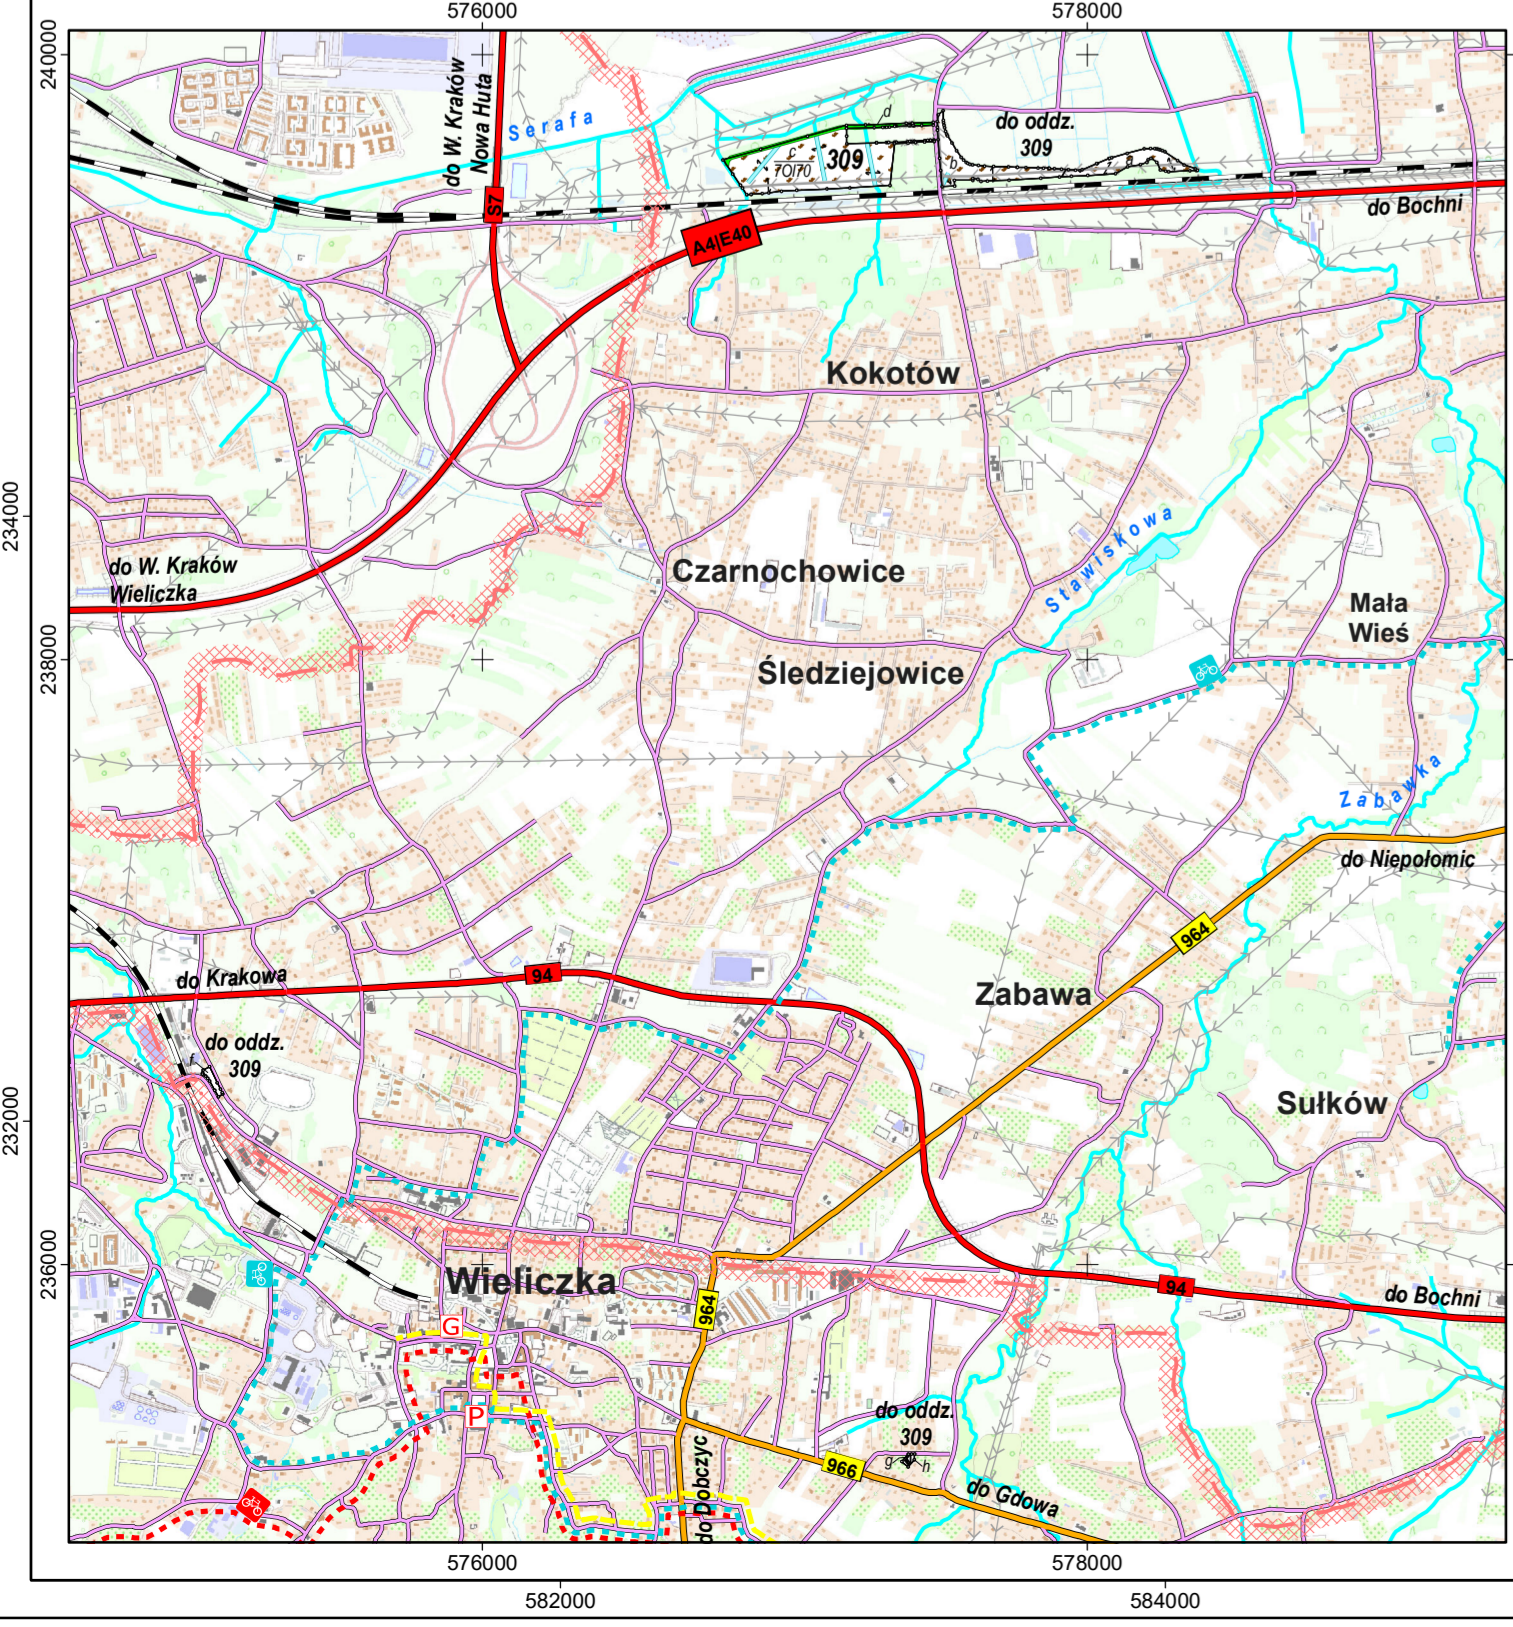 576000
578000
240000
do W. Kraków
Nowa Huta
Serafa
S7
d
c
309
70I70
b
do oddz.
309
do Bochni
A4|E40
Kokotów
234000
do W. Kraków
Wieliczka
Czarnochowice
Stawiskowa
Mała
Wieś
238000
Śledziejowice
Zabawka
do Niepołomic
964
do Krakowa
94
Zabawa
do oddz.
309
f
Sułków
232000
236000
Wieliczka
964
94
do Bochni
G
P
do oddz.
309
g
h
966
do Gdowa
do Dobczyc
576000
578000
582000
584000